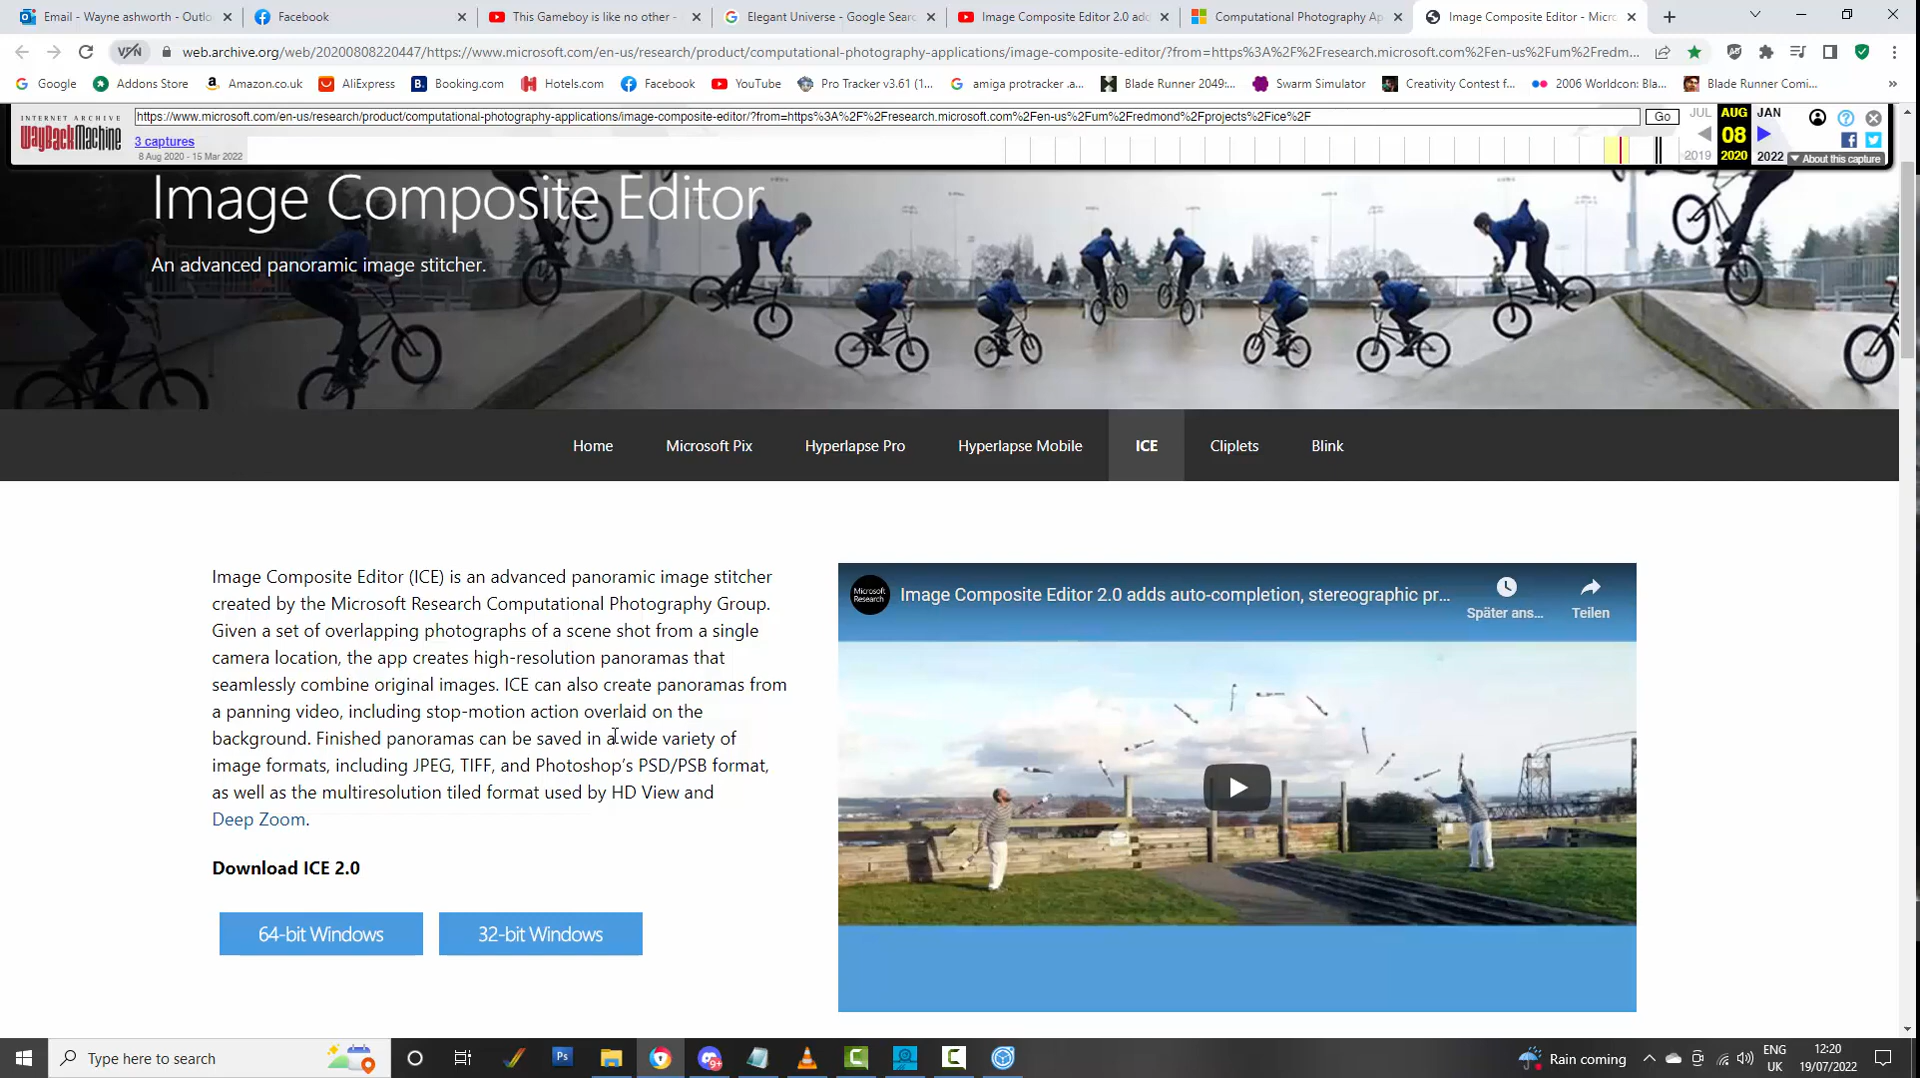 Email - Wayne ashworth - Outlo
Facebook
This Gameboy is like no other -
Elegant Universe - Google Searc
Image Composite Editor 2.0 add
Computational Photography Ap
Image Composite Editor - Micro
VPN
web.archive.org/web/20200808220447/https://www.microsoft.com/en-us/research/product/computational-photography-applications/image-composite-editor/?from=https%3A%2F%2Fresearch.microsoft.com%2Fen-us%2Fum%2Fredm...
Google
Addons Store
Amazon.co.uk
AliExpress
Booking.com
Hotels.com
Facebook
YouTube
Pro Tracker v3.61 (...
amiga protracker .a...
Blade Runner 2049:...
Swarm Simulator
Creativity Contest f...
2006 Worldcon: Bla...
Blade Runner Comi...
INTERNET ARCHIVE
WayBackMachine
https://www.microsoft.com/en-us/research/product/computational-photography-applications/image-composite-editor/?from=https%3A%2F%2Fresearch.microsoft.com%2Fen-us%2Fum%2Fredmond%2Fprojects%2Fice%2F
Go
JUL
AUG
JAN
3 captures
08
8 Aug 2020 - 15 Mar 2022
2019
2020
2022
About this capture
Image Composite Editor
An advanced panoramic image stitcher.
Home
Microsoft Pix
Hyperlapse Pro
Hyperlapse Mobile
ICE
Cliplets
Blink
Image Composite Editor (ICE) is an advanced panoramic image stitcher
created by the Microsoft Research Computational Photography Group.
Given a set of overlapping photographs of a scene shot from a single
camera location, the app creates high-resolution panoramas that
seamlessly combine original images. ICE can also create panoramas from
a panning video, including stop-motion action overlaid on the
background. Finished panoramas can be saved in a wide variety of
image formats, including JPEG, TIFF, and Photoshop's PSD/PSB format,
as well as the multiresolution tiled format used by HD View and
Deep Zoom.
Download ICE 2.0
64-bit Windows
32-bit Windows
Microsoft
Research
Image Composite Editor 2.0 adds auto-completion, stereographic pr...
Später ans...
Teilen
Type here to search
Ps
9+
Rain coming
ENG
UK
12:20
19/07/2022